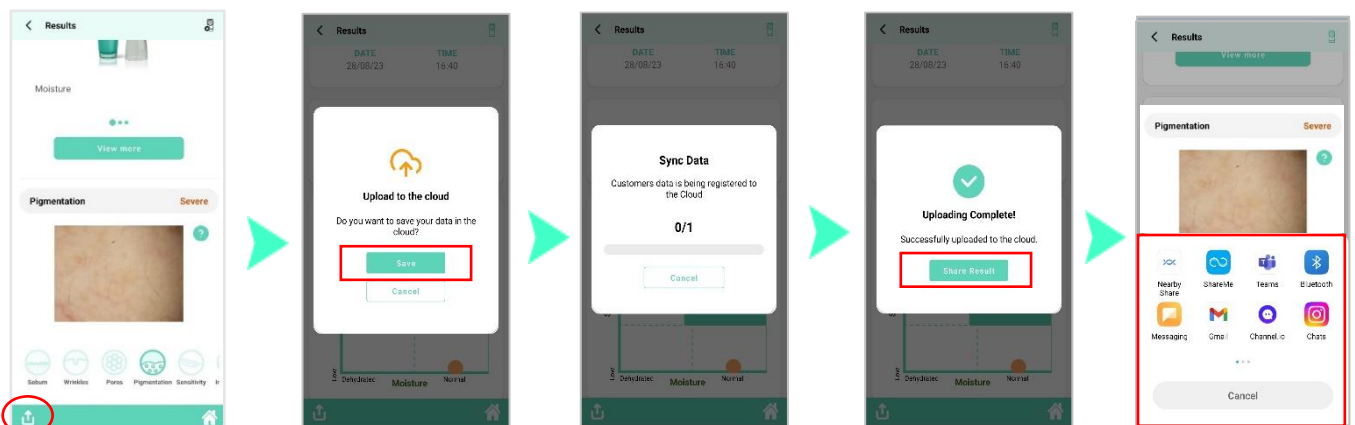 Results
Moisture
View more
Pigmentation Severe
?
Sebum Wrinkles Pores Pigmentation Sensitivity
Results
DATE TIME
28/08/23 16:40
Upload to the cloud
Do you want to save your data in the
cloud?
Save
Cancel
Low
Dehydrated Moisture Normal
Results
DATE TIME
28/08/23 16:40
Sync Data
Customers data is being registered to
the Cloud
0/1
Cancel
Low
Dehydrated Moisture Normal
Results
DATE TIME
28/08/23 16:40
Uploading Complete!
Successfully uploaded to the cloud.
Share Result
Low
Dehydrated Moisture Normal
Results
View more
Pigmentation Severe
?
Nearby
Share ShareMe Teams Bluetooth
Messaging Gmail Channel.io Chats
Cancel